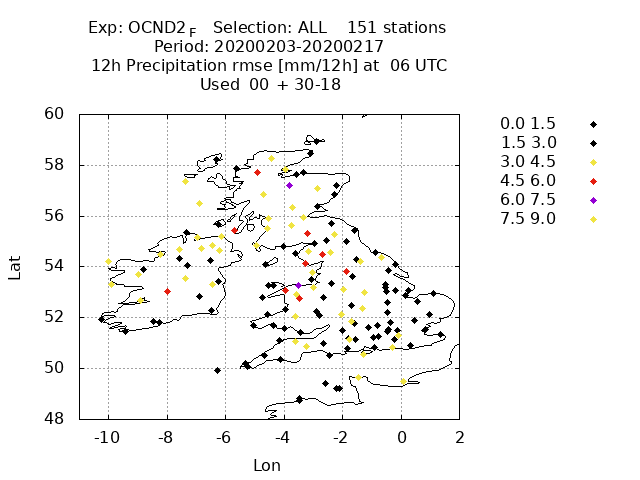 Exp: OCND2F Selection: ALL 151 stations
Period: 20200203-20200217
12h Precipitation rmse [mm/12h] at 06 UTC
Used 00 + 30-18
60
58
56
54
52
50
48
Lat
-10 -8 -6 -4 -2 0 2
Lon
0.0 1.5
1.5 3.0
3.0 4.5
4.5 6.0
6.0 7.5
7.5 9.0